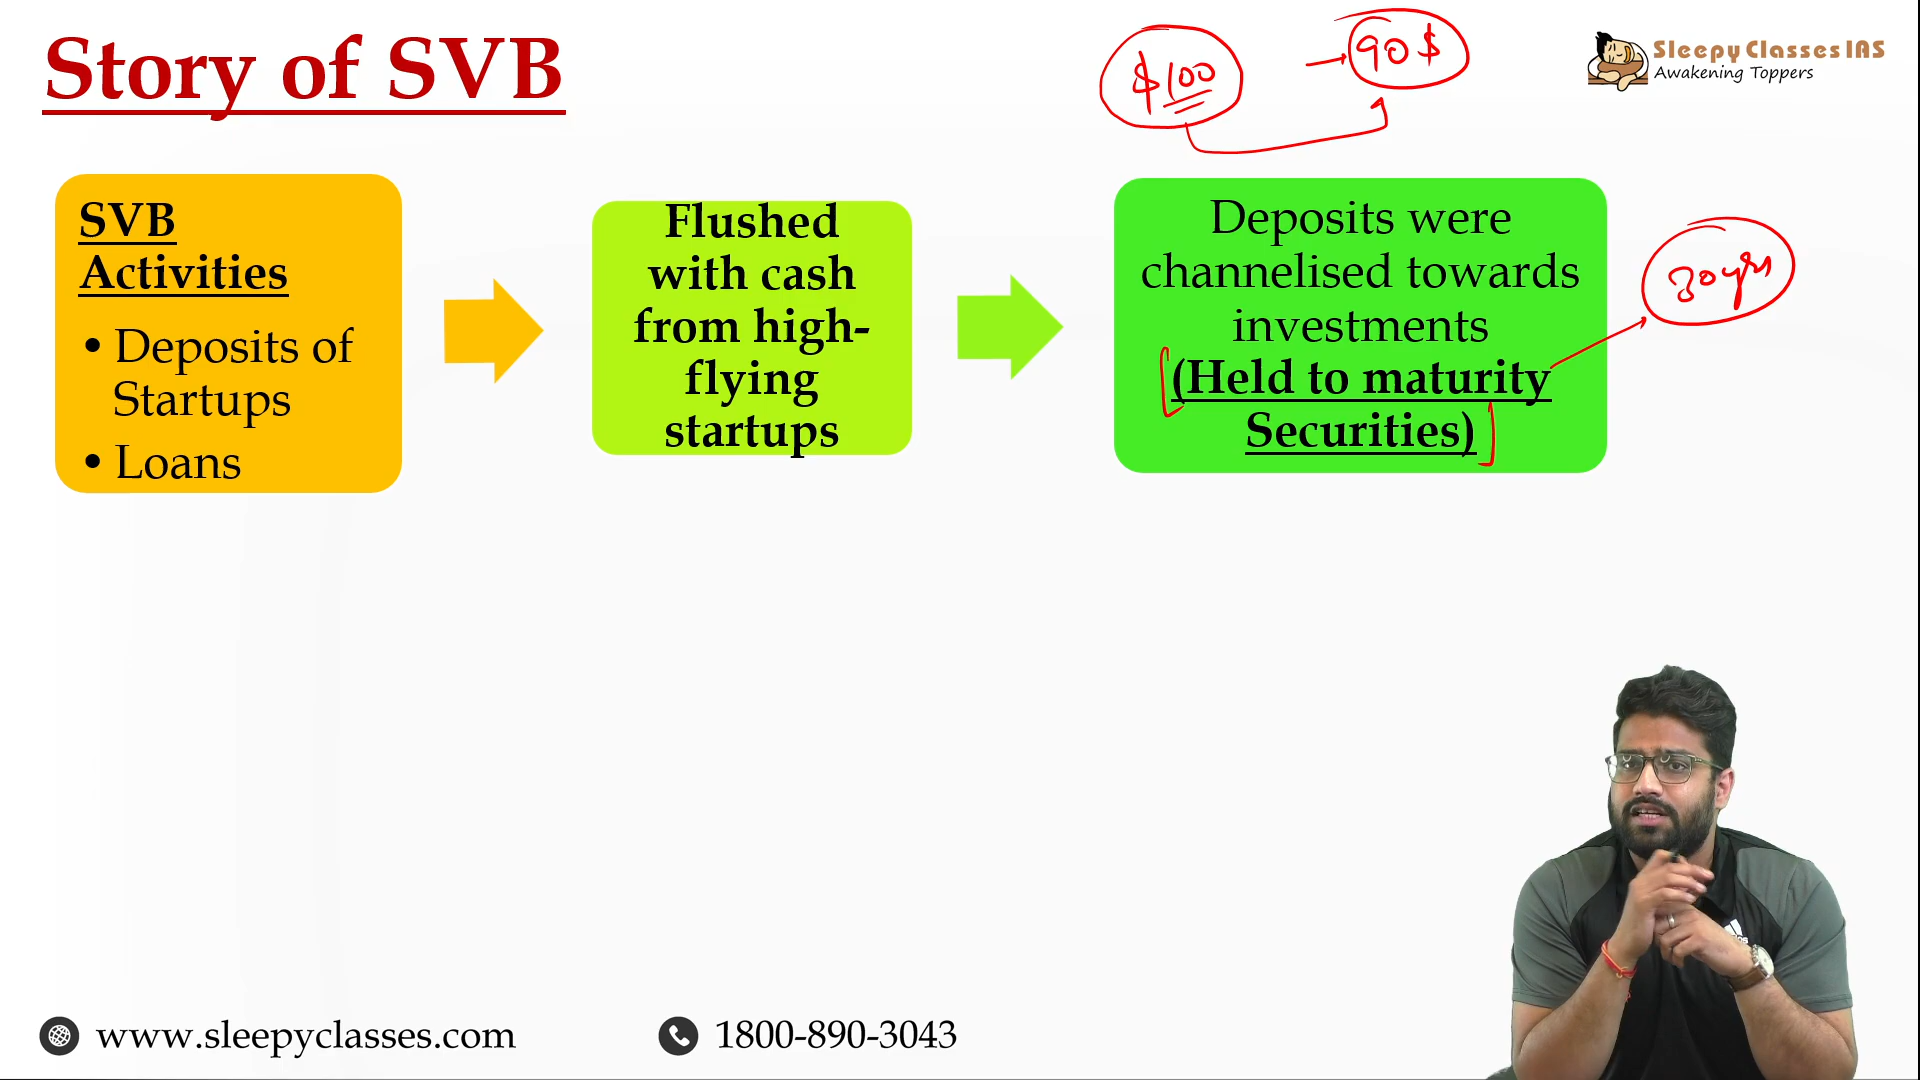 Story of SVB
$100
90$
Sleepy Classes IAS
Awakening Toppers
SVB
Activities
• Deposits of
Startups
• Loans
Flushed
with cash
from high-
flying
startups
Deposits were
channelised towards
investments
(Held to maturity
Securities)
30yrs
www.sleepyclasses.com
1800-890-3043